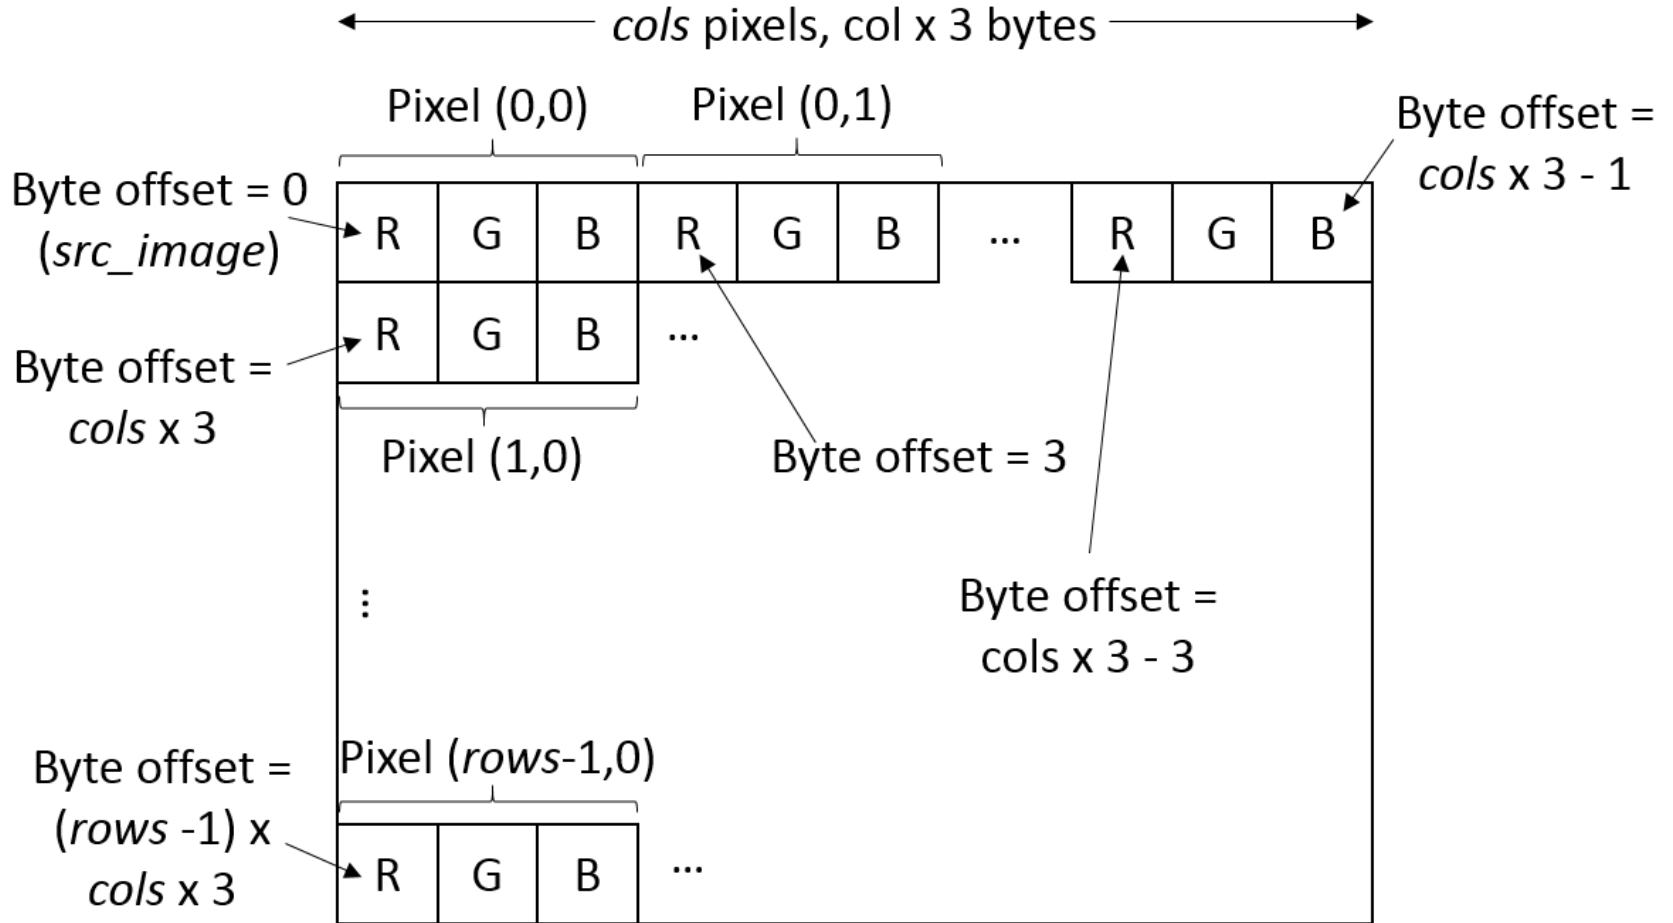 cols pixels, col x 3 bytes
Pixel (0,0)
Pixel (0,1)
Byte offset =
cols x 3 - 1
Byte offset = 0
(src_image)
R G B R G B ... R G B
R G B ...
Byte offset =
cols x 3
Pixel (1,0)
Byte offset = 3
...
Byte offset =
cols x 3 - 3
Pixel (rows-1,0)
Byte offset =
(rows -1) x
cols x 3
R G B ...